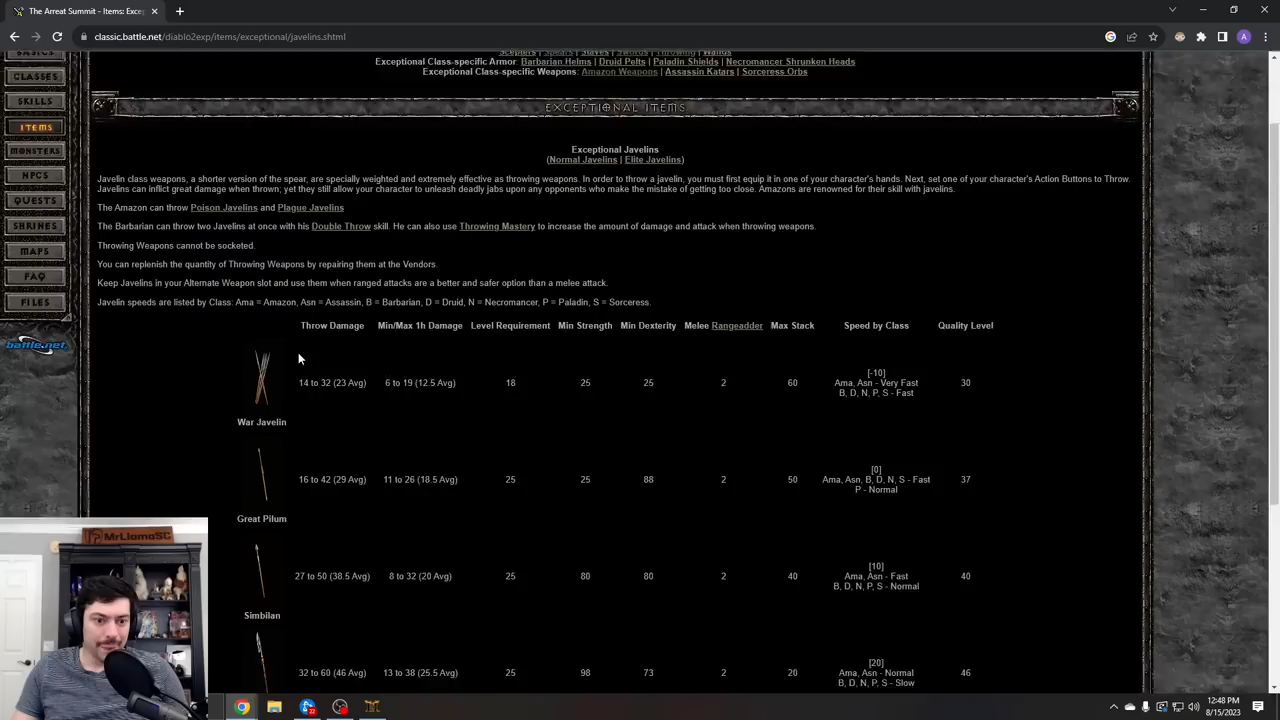 The Areat Summit - Diablo II: Exp
classic.battle.net/diablo2exp/items/exceptional/javelins.shtml
Scepters | Spears | Staves | Swords | Throwing | Wands
Exceptional Class-specific Armor: Barbarian Helms | Druid Pelts | Paladin Shields | Necromancer Shrunken Heads
Exceptional Class-specific Weapons: Amazon Weapons | Assassin Katars | Sorceress Orbs
BASICS
CLASSES
SKILLS
ITEMS
MONSTERS
NPCS
QUESTS
SHRINES
MAPS
FAQ
FILES
battle.net
EXCEPTIONAL ITEMS
Exceptional Javelins
(Normal Javelins | Elite Javelins)
Javelin class weapons, a shorter version of the spear, are specially weighted and extremely effective as throwing weapons. In order to throw a javelin, you must first equip it in one of your character's hands. Next, set one of your character's Action Buttons to Throw.
Javelins can inflict great damage when thrown; yet they still allow your character to unleash deadly jabs upon any opponents who make the mistake of getting too close. Amazons are renowned for their skill with javelins.
The Amazon can throw Poison Javelins and Plague Javelins
The Barbarian can throw two Javelins at once with his Double Throw skill. He can also use Throwing Mastery to increase the amount of damage and attack when throwing weapons.
Throwing Weapons cannot be socketed.
You can replenish the quantity of Throwing Weapons by repairing them at the Vendors.
Keep Javelins in your Alternate Weapon slot and use them when ranged attacks are a better and safer option than a melee attack.
Javelin speeds are listed by Class: Ama = Amazon, Asn = Assassin, B = Barbarian, D = Druid, N = Necromancer, P = Paladin, S = Sorceress.
Throw Damage Min/Max 1h Damage Level Requirement Min Strength Min Dexterity Melee Rangeadder Max Stack Speed by Class Quality Level
14 to 32 (23 Avg) 6 to 19 (12.5 Avg) 18 25 25 2 60 [-10] 30
Ama, Asn - Very Fast
B, D, N, P, S - Fast
War Javelin
16 to 42 (29 Avg) 11 to 26 (18.5 Avg) 25 25 88 2 50 [0] 37
Ama, Asn, B, D, N, S - Fast
P - Normal
Great Pilum
27 to 50 (38.5 Avg) 8 to 32 (20 Avg) 25 80 80 2 40 [10] 40
Ama, Asn - Fast
B, D, N, P, S - Normal
Simbilan
32 to 60 (46 Avg) 13 to 38 (25.5 Avg) 25 98 73 2 20 [20] 46
Ama, Asn - Normal
B, D, N, P, S - Slow
MrLlamaSC
12:48 PM
8/15/2023